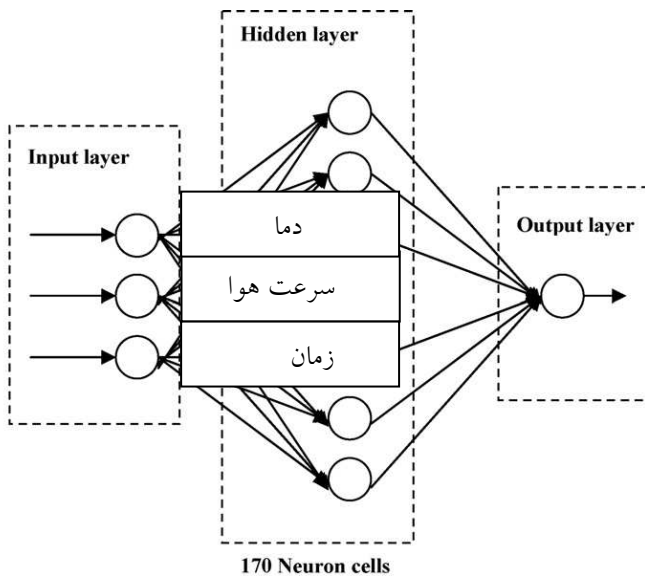 Hidden layer
Input layer
دما
Output layer
سرعت هوا
زمان
170 Neuron cells